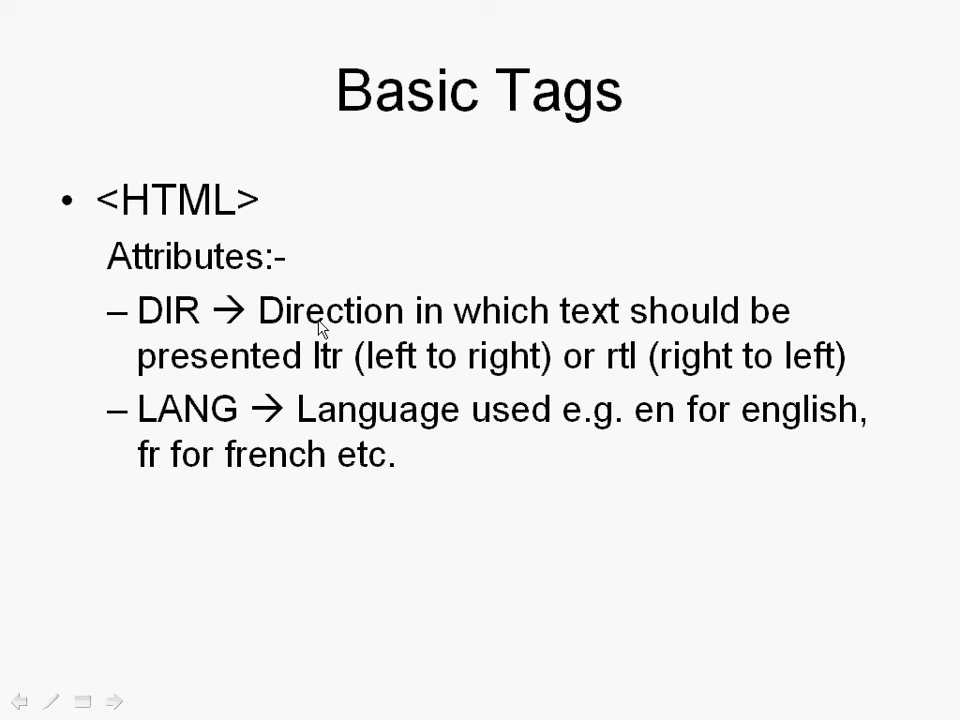 Basic Tags
• <HTML>
Attributes:-
– DIR → Direction in which text should be
presented ltr (left to right) or rtl (right to left)
– LANG → Language used e.g. en for english,
fr for french etc.